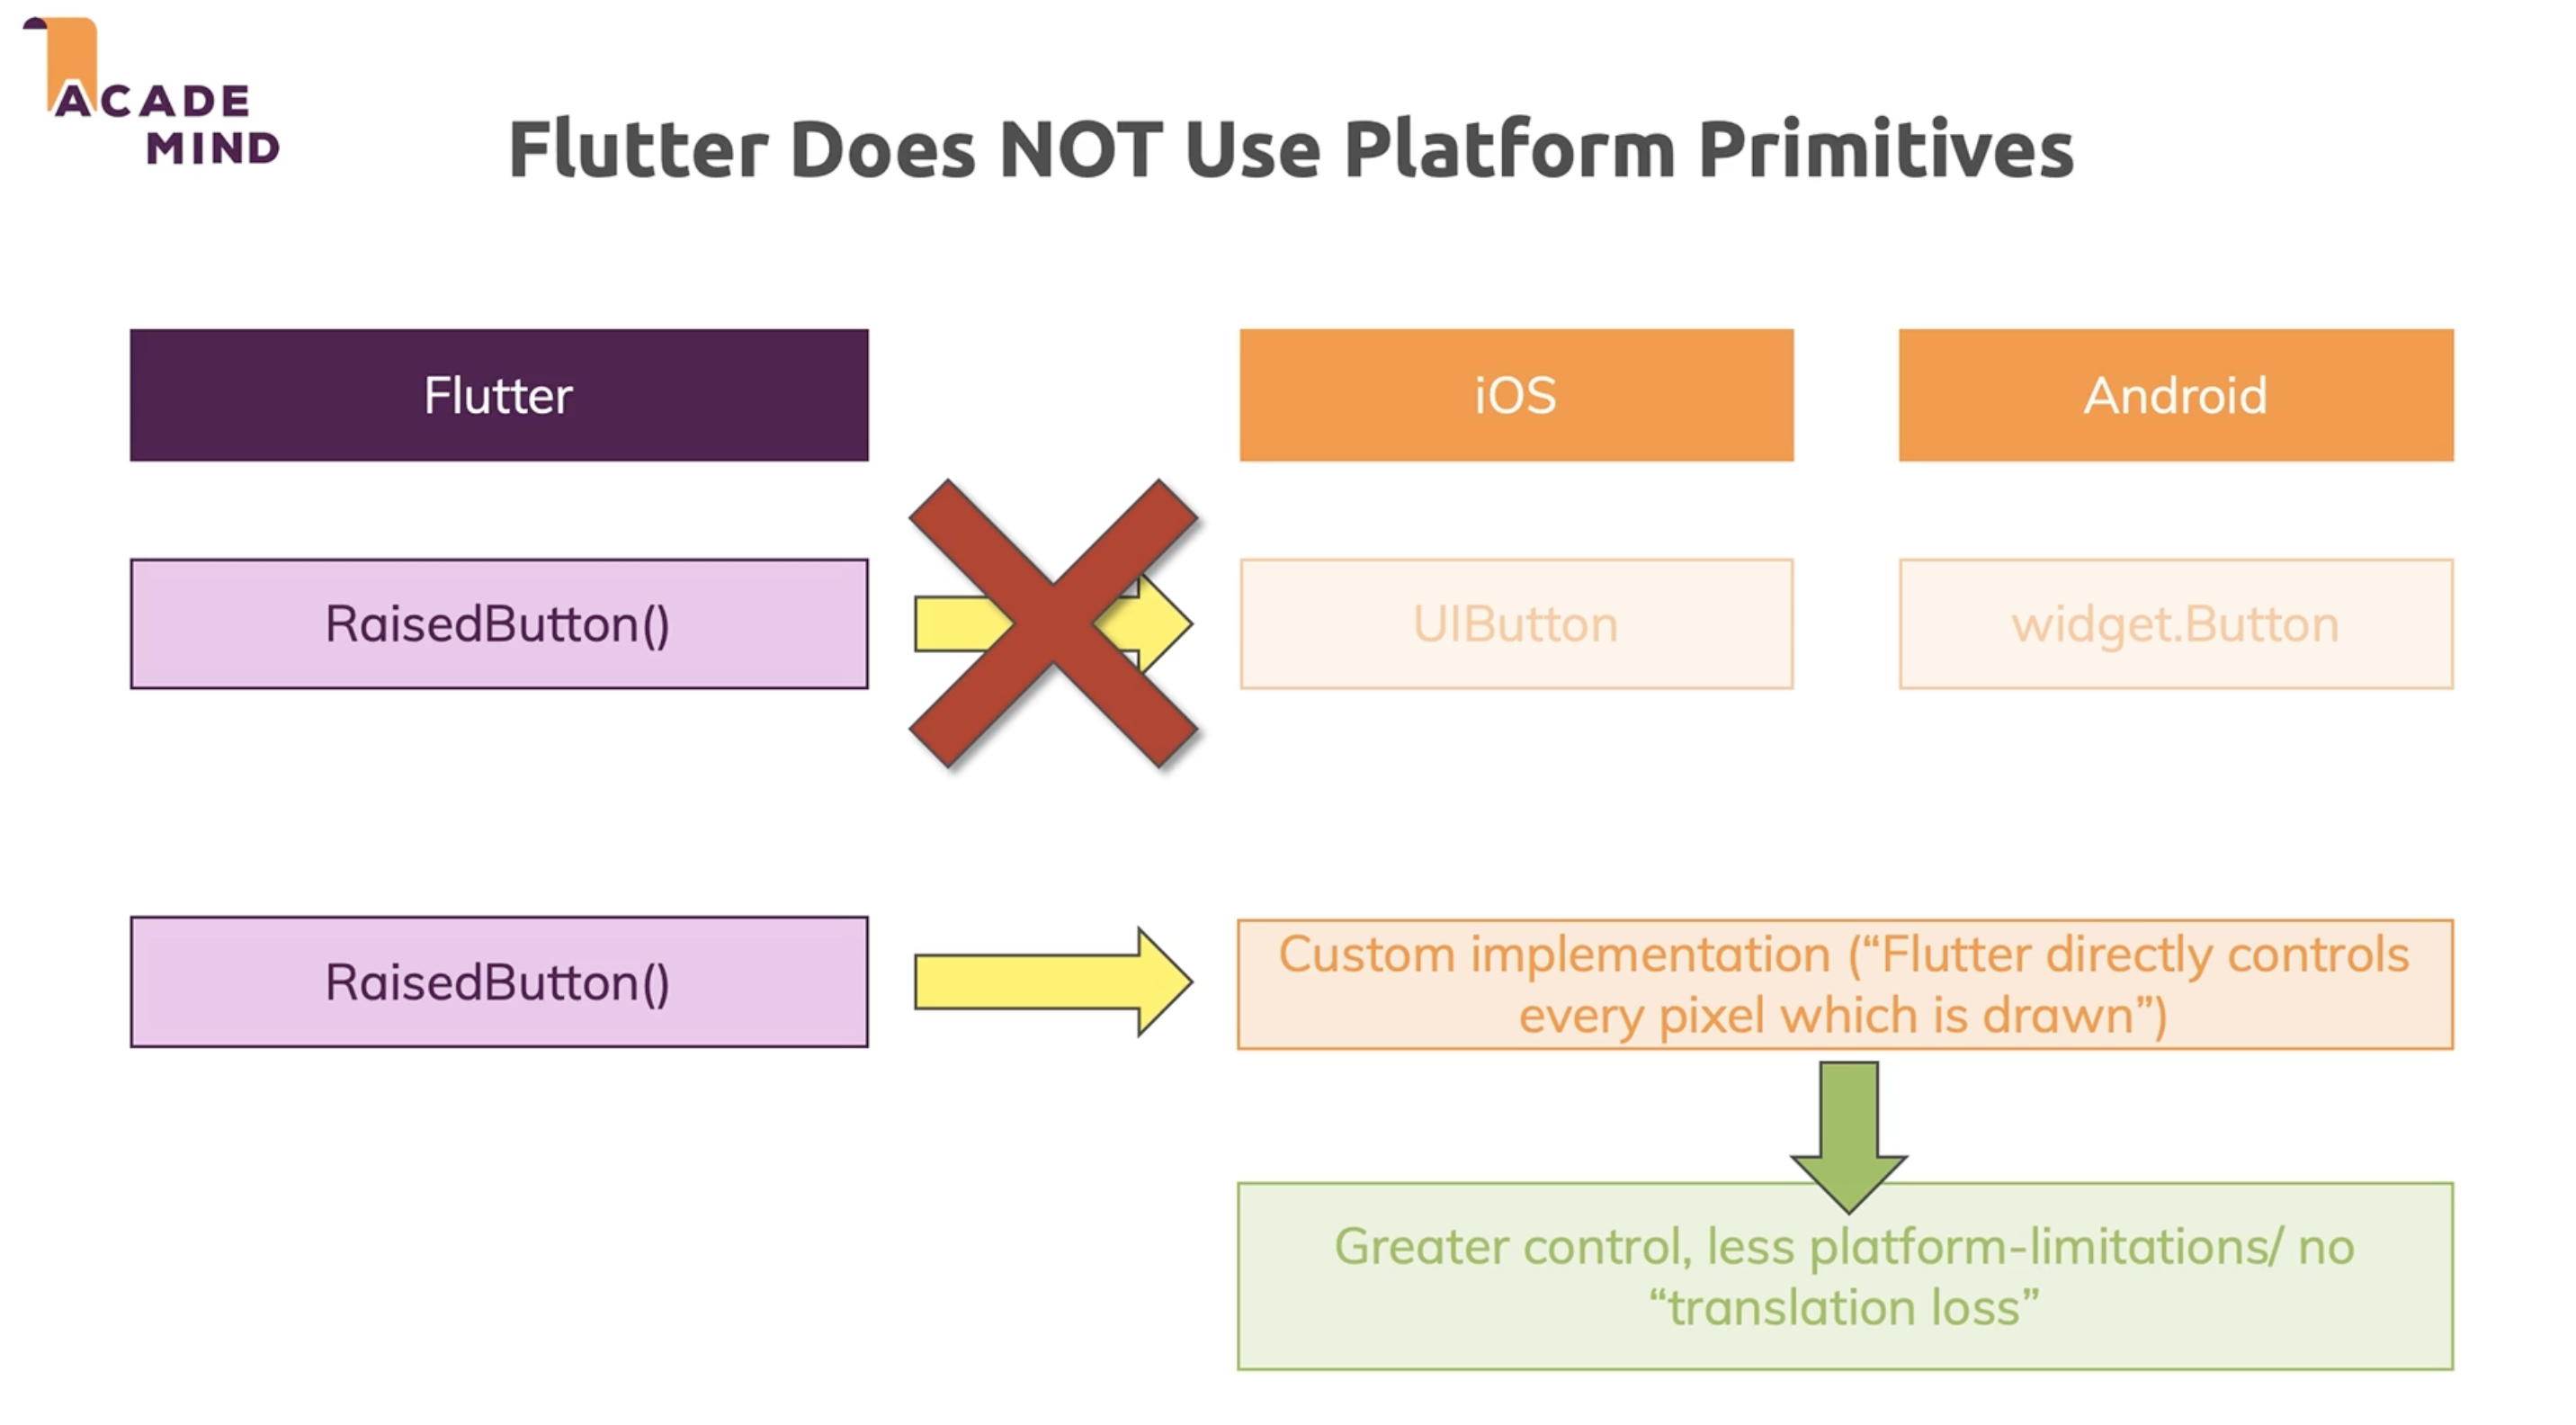 ACADE
MIND
Flutter Does NOT Use Platform Primitives
Flutter
iOS
Android
RaisedButton()
UIButton
widget.Button
RaisedButton()
Custom implementation (“Flutter directly controls
every pixel which is drawn”)
Greater control, less platform-limitations/ no
“translation loss”